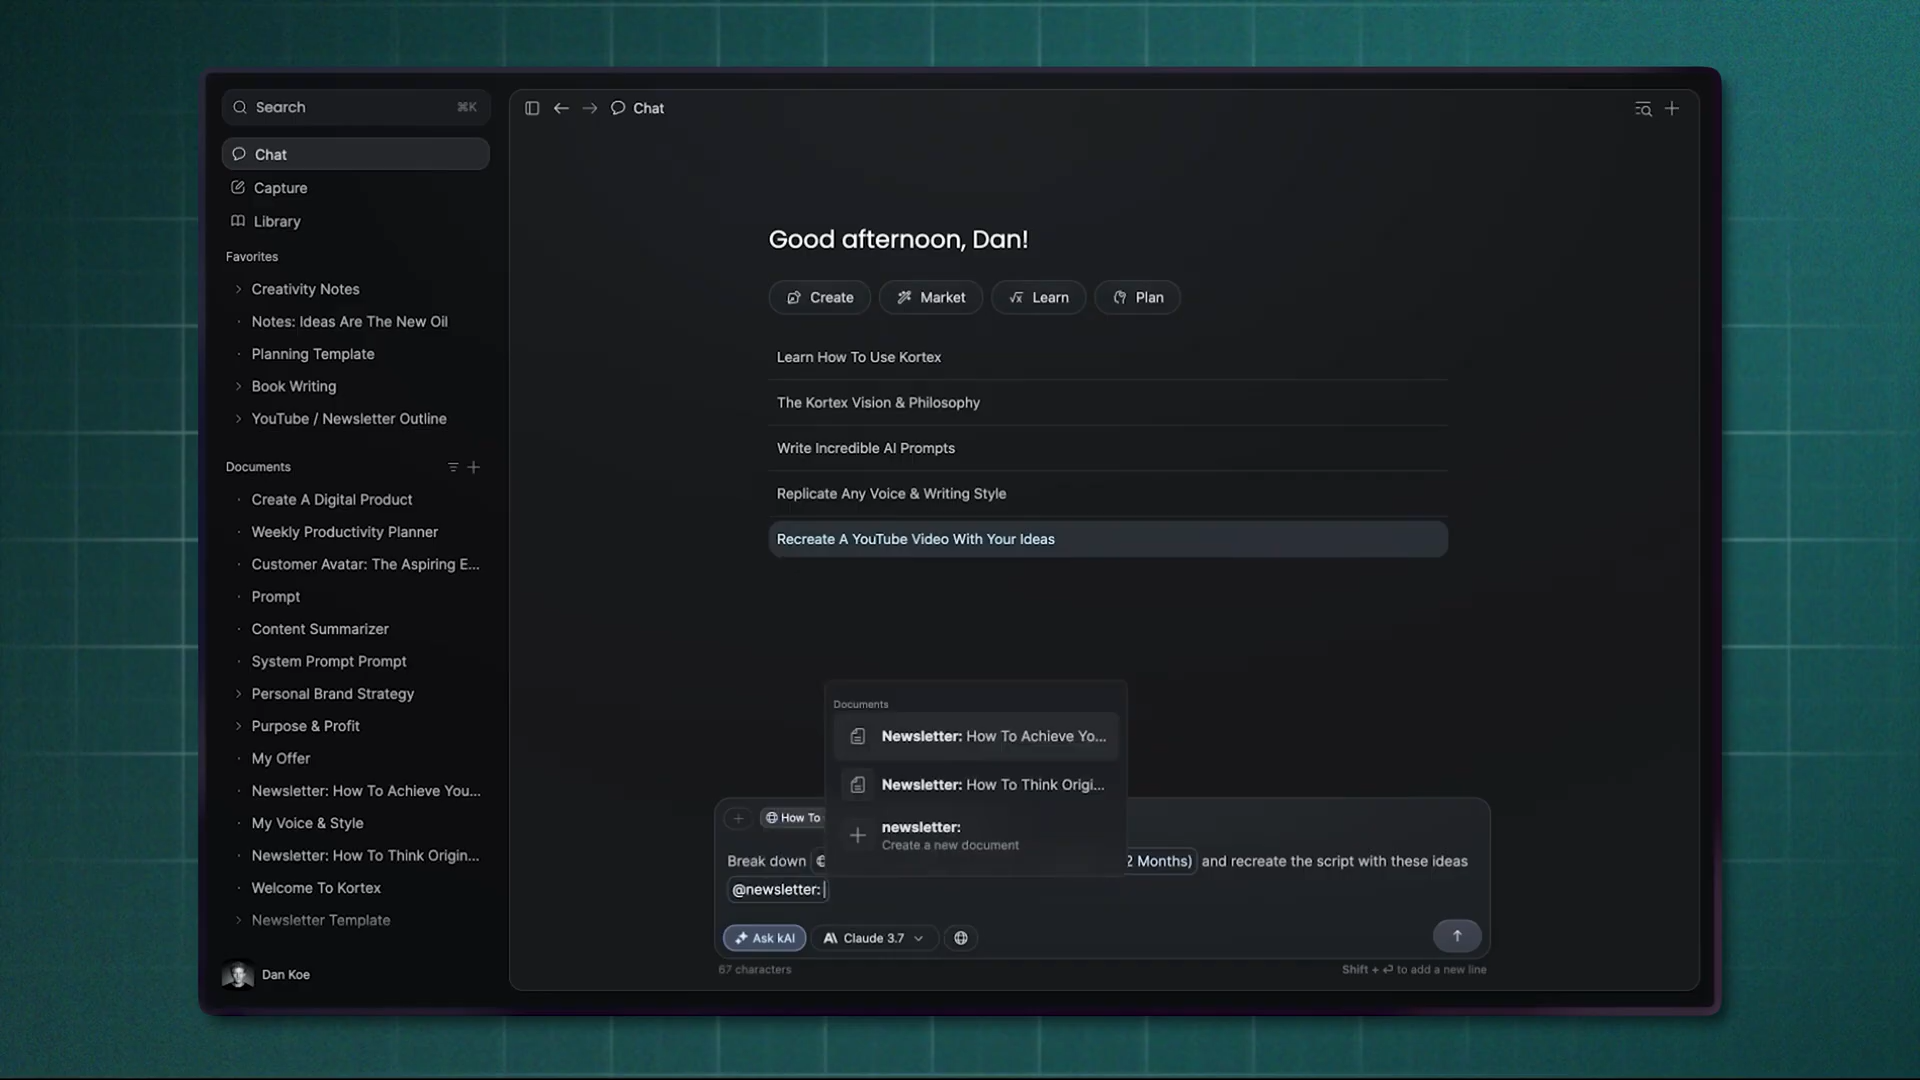 Search ⌘K
Chat
Capture
Library
Favorites
Creativity Notes
Notes: Ideas Are The New Oil
Planning Template
Book Writing
YouTube / Newsletter Outline
Documents
Create A Digital Product
Weekly Productivity Planner
Customer Avatar: The Aspiring E...
Prompt
Content Summarizer
System Prompt Prompt
Personal Brand Strategy
Purpose & Profit
My Offer
Newsletter: How To Achieve You...
My Voice & Style
Newsletter: How To Think Origin...
Welcome To Kortex
Newsletter Template
Dan Koe
Chat
Good afternoon, Dan!
Create Market Learn Plan
Learn How To Use Kortex
The Kortex Vision & Philosophy
Write Incredible AI Prompts
Replicate Any Voice & Writing Style
Recreate A YouTube Video With Your Ideas
Documents
Newsletter: How To Achieve Yo...
Newsletter: How To Think Origi...
newsletter:
Create a new document
How To
Break down 2 Months) and recreate the script with these ideas
@newsletter:
Ask kAI Claude 3.7
67 characters Shift + ⏎ to add a new line